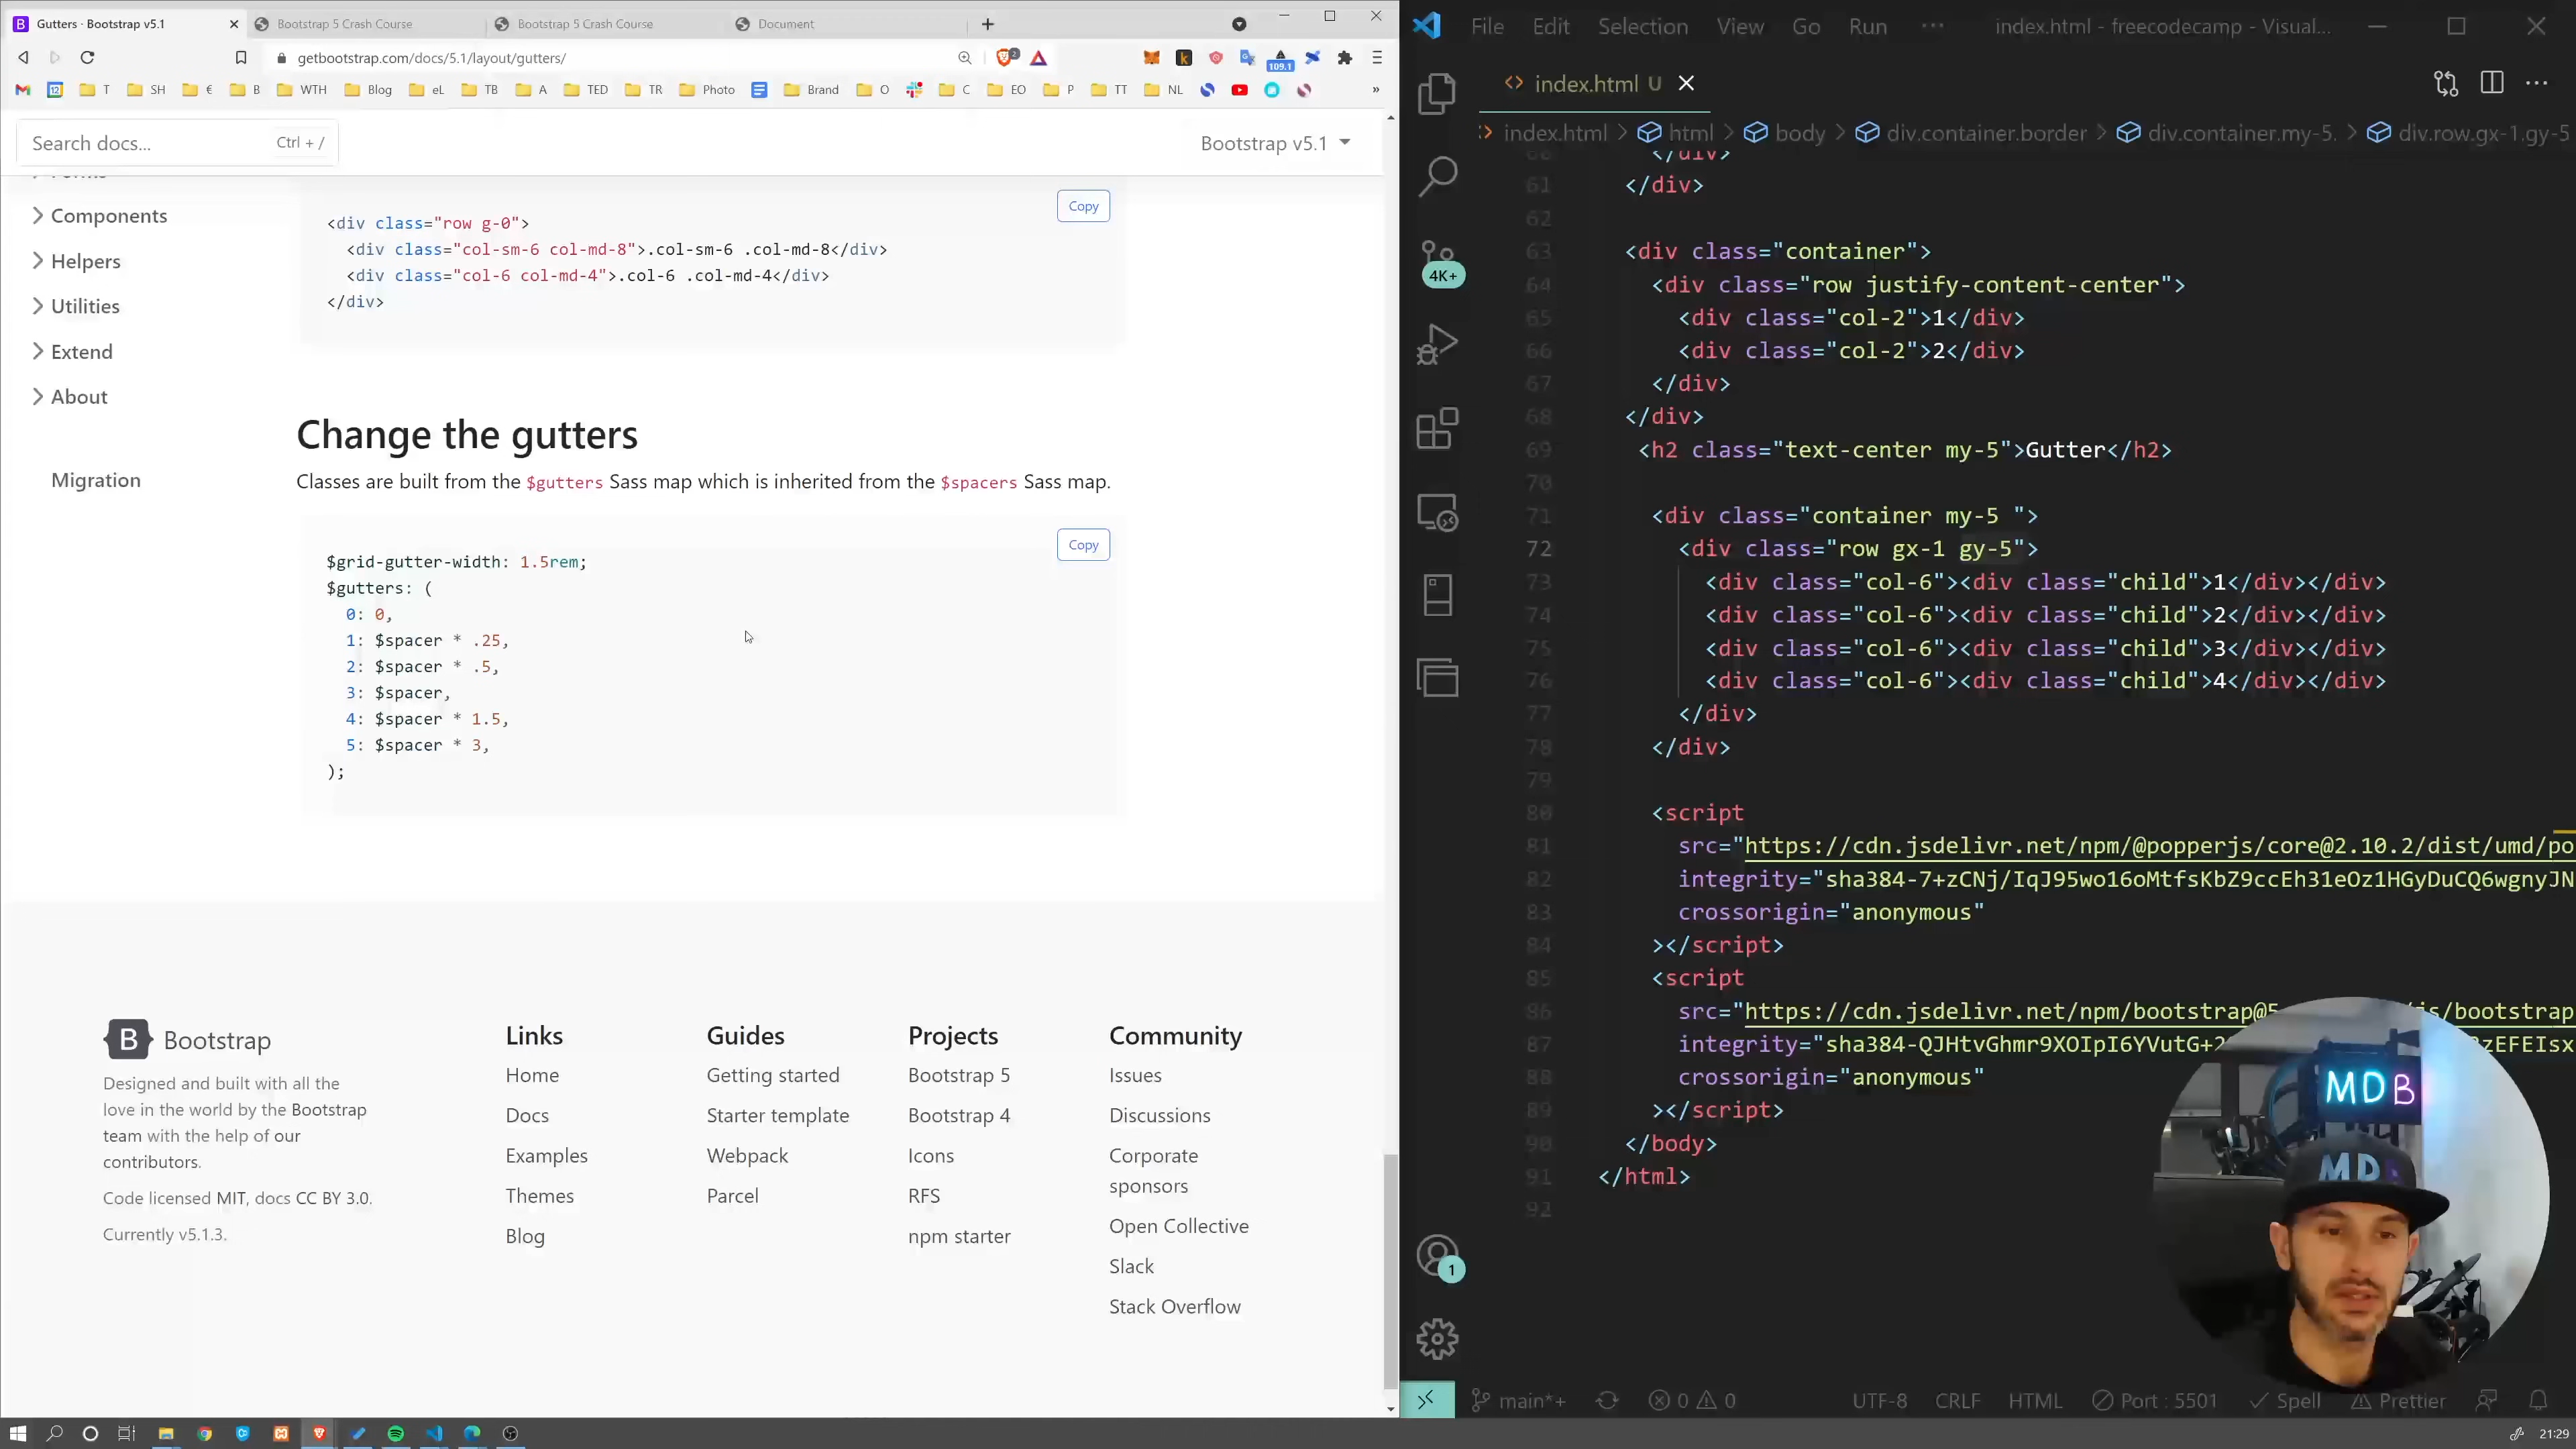 Gutters · Bootstrap v5.1
Bootstrap 5 Crash Course
Bootstrap 5 Crash Course
Document
getbootstrap.com/docs/5.1/layout/gutters/
2
109.1
12
T
SH
€
B
WTH
Blog
eL
TB
A
TED
TR
Photo
Brand
O
C
EO
P
TT
NL
»
Search docs...
Ctrl + /
Bootstrap v5.1
Components
Helpers
Utilities
Extend
About
Migration
Copy
<div class="row g-0">
<div class="col-sm-6 col-md-8">.col-sm-6 .col-md-8</div>
<div class="col-6 col-md-4">.col-6 .col-md-4</div>
</div>
Change the gutters
Classes are built from the $gutters Sass map which is inherited from the $spacers Sass map.
Copy
$grid-gutter-width: 1.5rem;
$gutters: (
0: 0,
1: $spacer * .25,
2: $spacer * .5,
3: $spacer,
4: $spacer * 1.5,
5: $spacer * 3,
);
B Bootstrap
Designed and built with all the
love in the world by the Bootstrap
team with the help of our
contributors.
Code licensed MIT, docs CC BY 3.0.
Currently v5.1.3.
Links
Home
Docs
Examples
Themes
Blog
Guides
Getting started
Starter template
Webpack
Parcel
Projects
Bootstrap 5
Bootstrap 4
Icons
RFS
npm starter
Community
Issues
Discussions
Corporate
sponsors
Open Collective
Slack
Stack Overflow
File Edit Selection View Go Run ··· index.html - freecodecamp - Visual...
index.html U
index.html > html > body > div.container.border > div.container.my-5. > div.row.gx-1.gy-5
4K+
</div>
61 </div>
62
63 <div class="container">
64 <div class="row justify-content-center">
65 <div class="col-2">1</div>
66 <div class="col-2">2</div>
67 </div>
68 </div>
69 <h2 class="text-center my-5">Gutter</h2>
70
71 <div class="container my-5 ">
72 <div class="row gx-1 gy-5">
73 <div class="col-6"><div class="child">1</div></div>
74 <div class="col-6"><div class="child">2</div></div>
75 <div class="col-6"><div class="child">3</div></div>
76 <div class="col-6"><div class="child">4</div></div>
77 </div>
78 </div>
79
80 <script
81 src="https://cdn.jsdelivr.net/npm/@popperjs/core@2.10.2/dist/umd/po
82 integrity="sha384-7+zCNj/IqJ95wo16oMtfsKbZ9ccEh31eOz1HGyDuCQ6wgnyJN
83 crossorigin="anonymous"
84 ></script>
85 <script
86 src="https://cdn.jsdelivr.net/npm/bootstrap@5 js/bootstrap
87 integrity="sha384-QJHtvGhmr9XOIpI6YVutG+2 zEFEIsx
88 crossorigin="anonymous"
89 ></script>
90 </body>
91 </html>
92
MDB
MD
1
main*+
0
0
UTF-8
CRLF
HTML
Port : 5501
Spell
Prettier
21:29